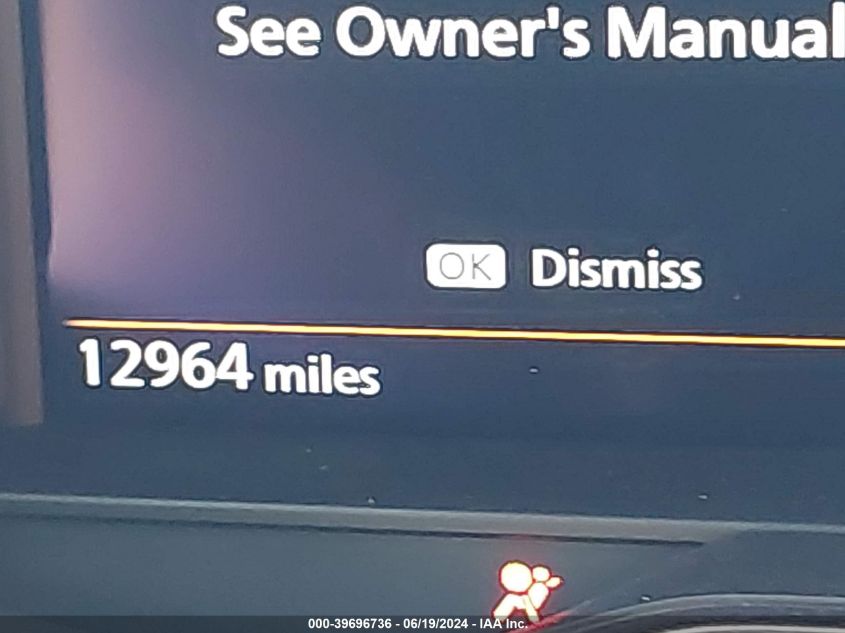 See Owner's Manual
OK Dismiss
12964 miles
000-39696736 - 06/19/2024 - IAA Inc.